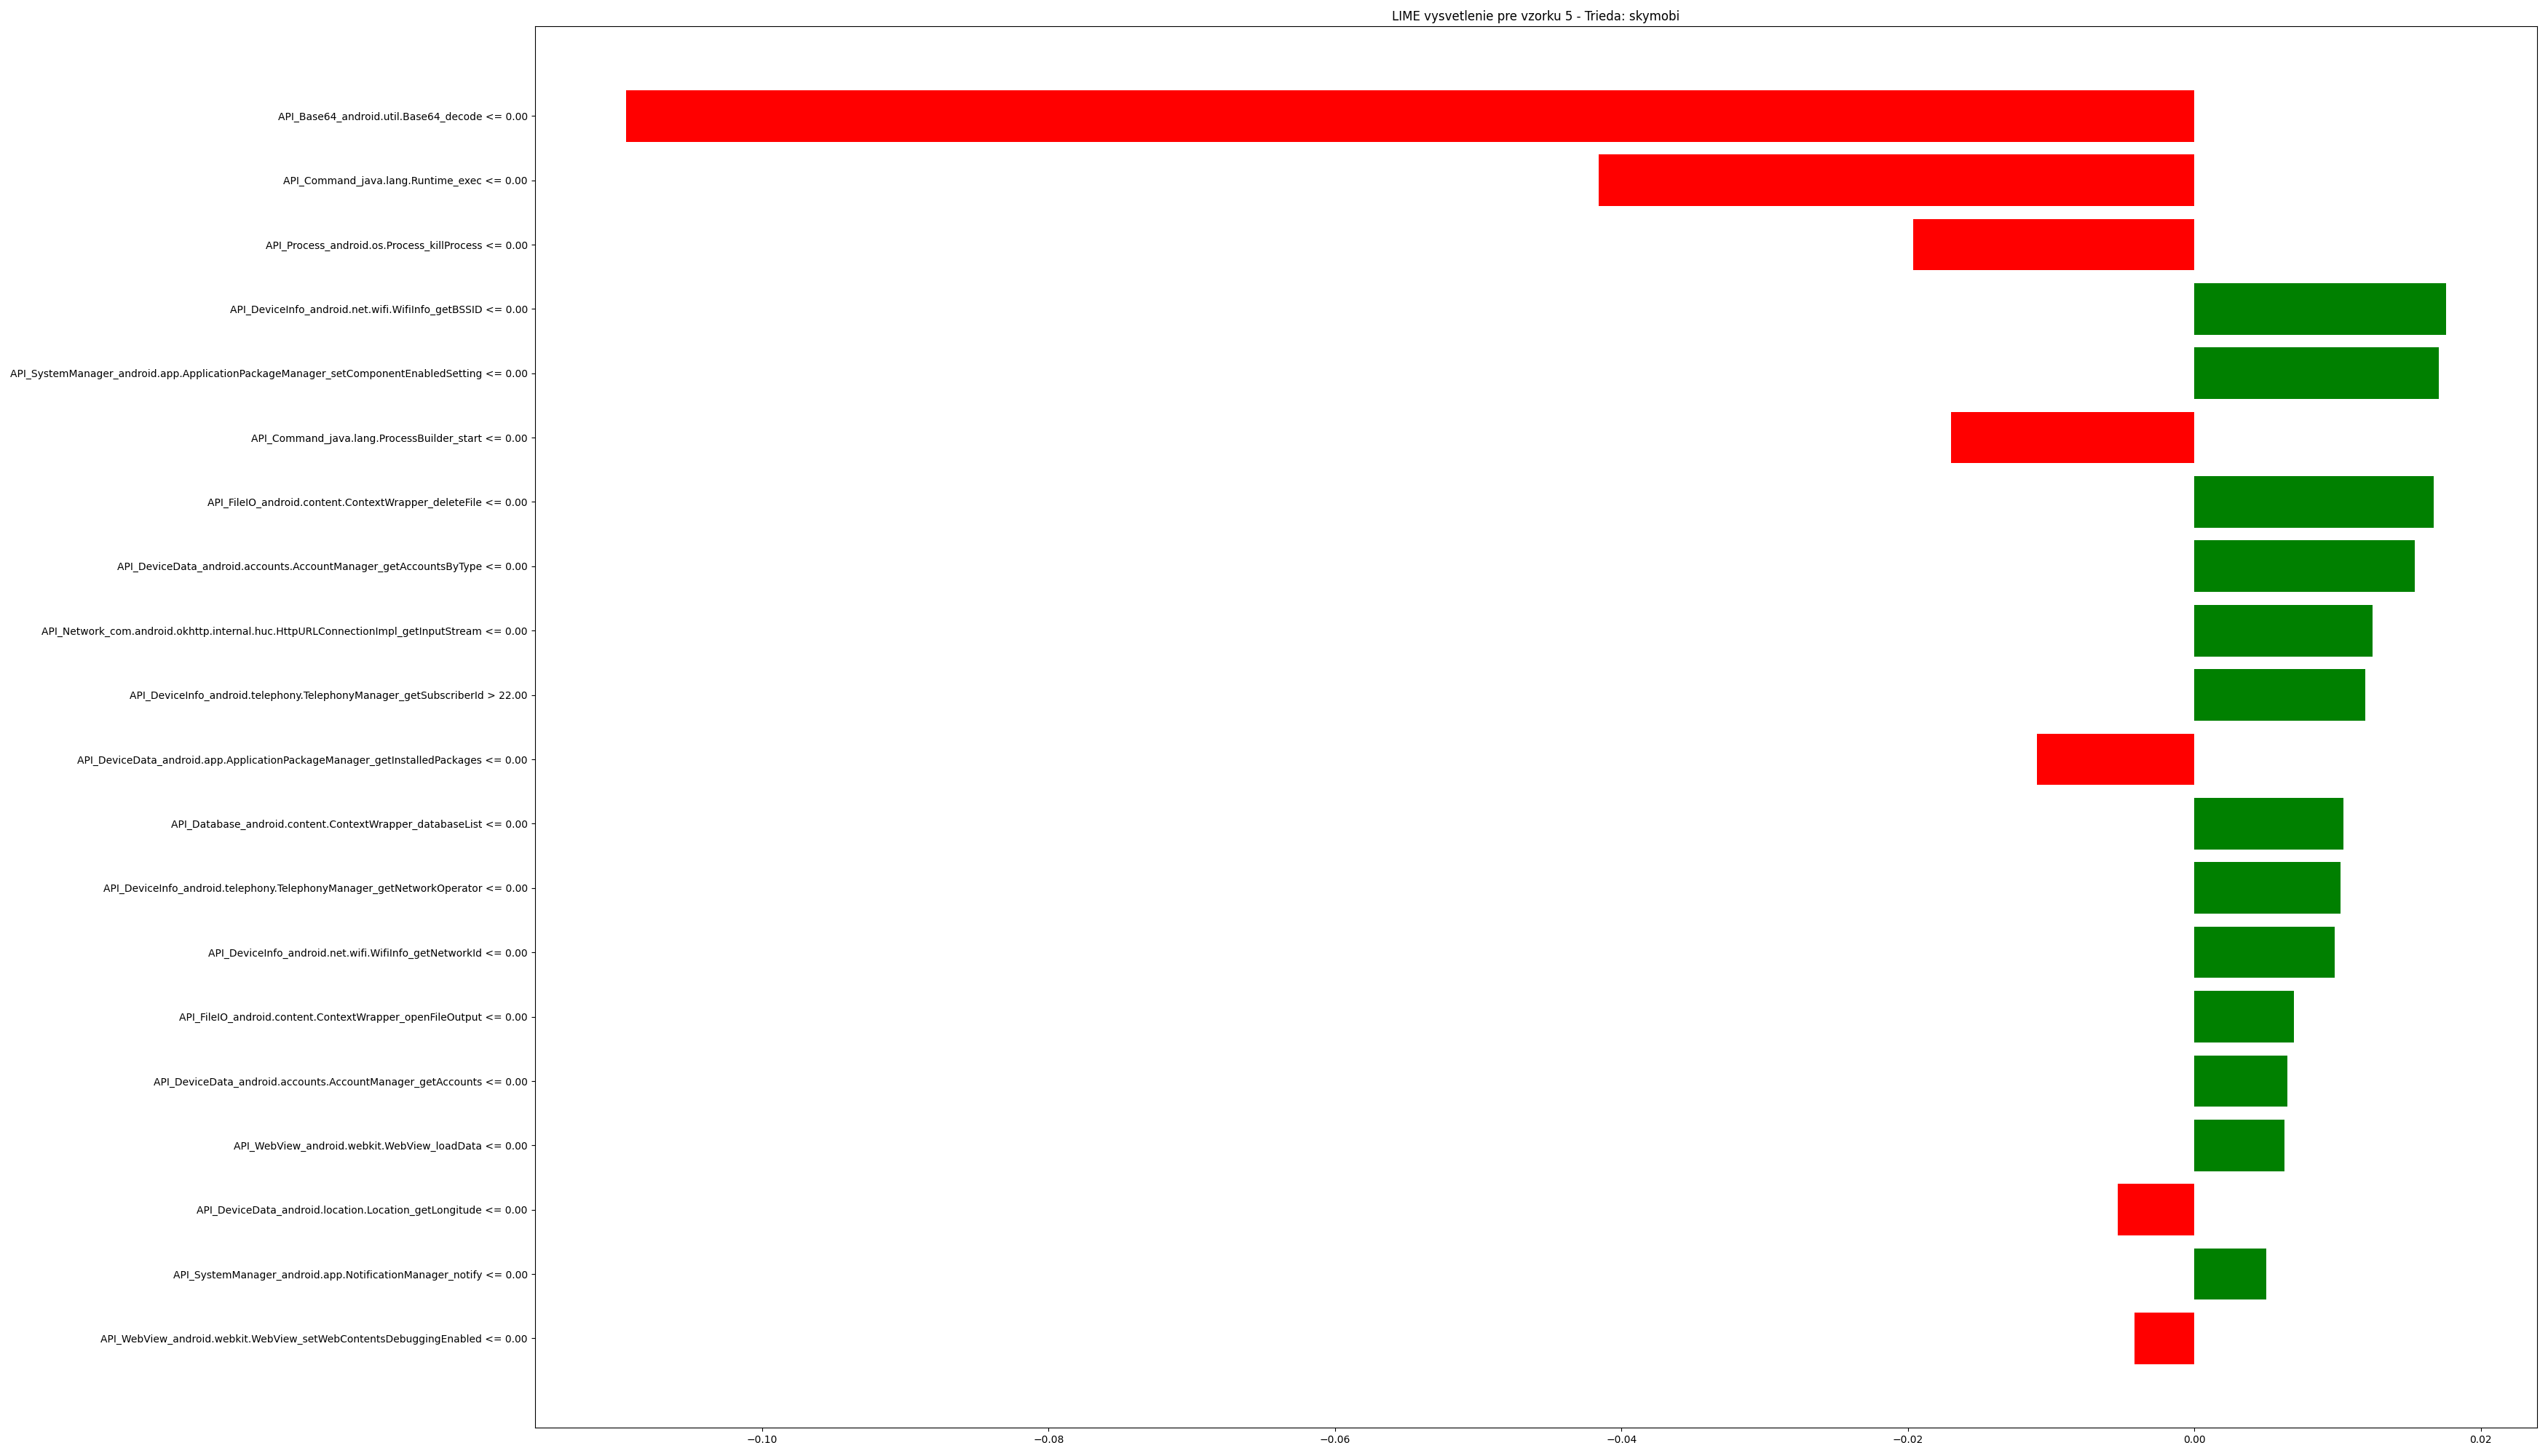 LIME vysvetlenie pre vzorku 5 - Trieda: skymobi
API_Base64_android.util.Base64_decode <= 0.00
API_Command_java.lang.Runtime_exec <= 0.00
API_Process_android.os.Process_killProcess <= 0.00
API_DeviceInfo_android.net.wifi.WifiInfo_getBSSID <= 0.00
API_SystemManager_android.app.ApplicationPackageManager_setComponentEnabledSetting <= 0.00
API_Command_java.lang.ProcessBuilder_start <= 0.00
API_FileIO_android.content.ContextWrapper_deleteFile <= 0.00
API_DeviceData_android.accounts.AccountManager_getAccountsByType <= 0.00
API_Network_com.android.okhttp.internal.huc.HttpURLConnectionImpl_getInputStream <= 0.00
API_DeviceInfo_android.telephony.TelephonyManager_getSubscriberId > 22.00
API_DeviceData_android.app.ApplicationPackageManager_getInstalledPackages <= 0.00
API_Database_android.content.ContextWrapper_databaseList <= 0.00
API_DeviceInfo_android.telephony.TelephonyManager_getNetworkOperator <= 0.00
API_DeviceInfo_android.net.wifi.WifiInfo_getNetworkId <= 0.00
API_FileIO_android.content.ContextWrapper_openFileOutput <= 0.00
API_DeviceData_android.accounts.AccountManager_getAccounts <= 0.00
API_WebView_android.webkit.WebView_loadData <= 0.00
API_DeviceData_android.location.Location_getLongitude <= 0.00
API_SystemManager_android.app.NotificationManager_notify <= 0.00
API_WebView_android.webkit.WebView_setWebContentsDebuggingEnabled <= 0.00
−0.10 −0.08 −0.06 −0.04 −0.02 0.00 0.02